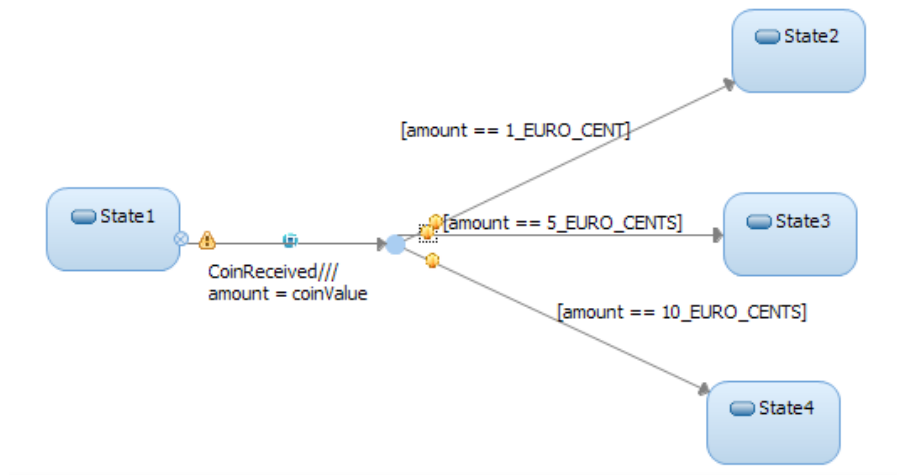 State2
[amount == 1_EURO_CENT]
State1
[amount == 5_EURO_CENTS]
State3
CoinReceived///
amount = coinValue
[amount == 10_EURO_CENTS]
State4